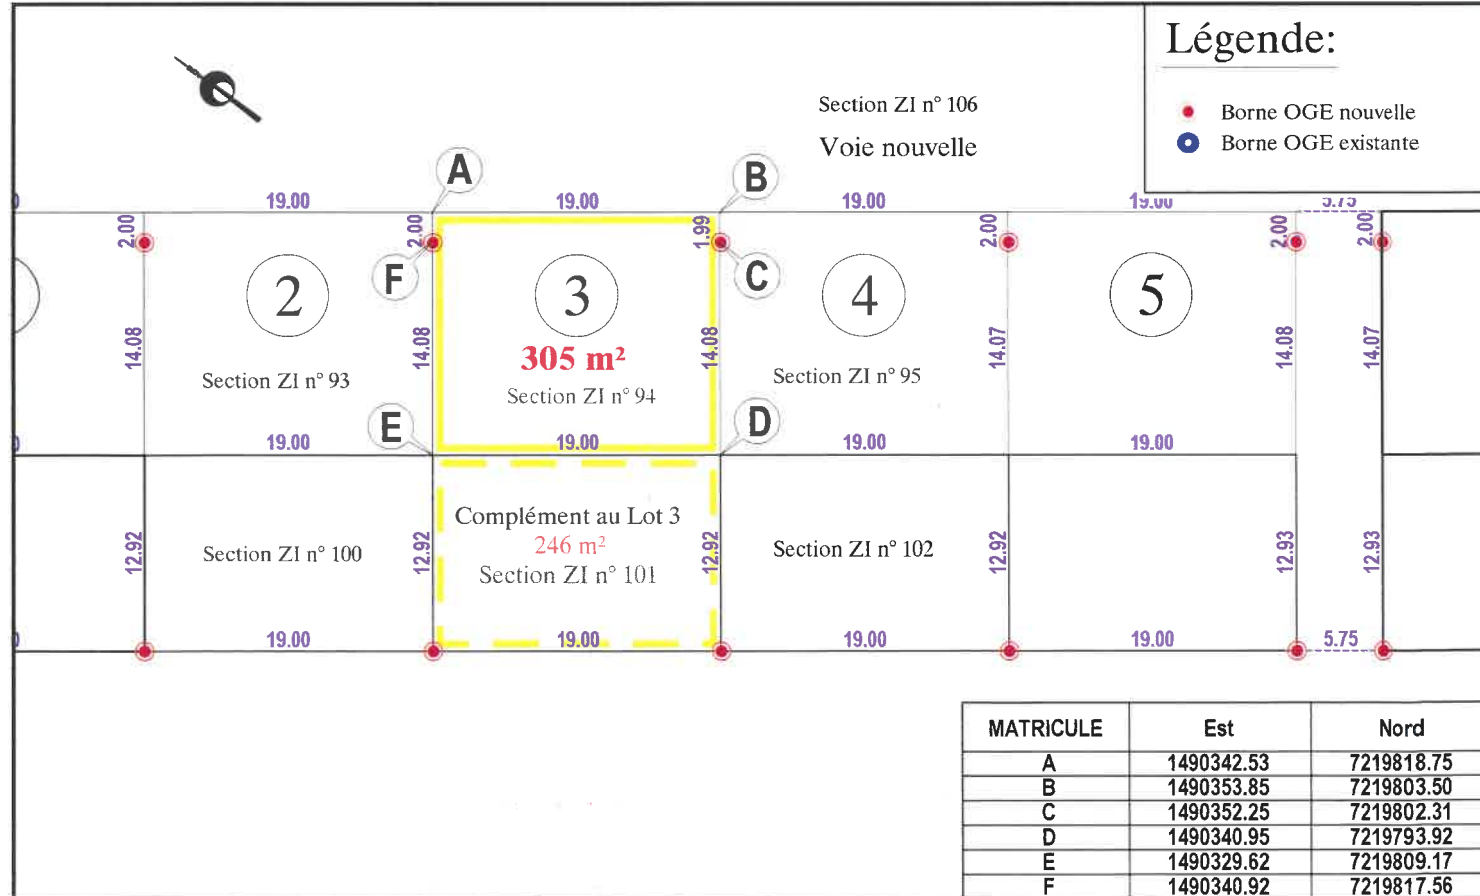 Légende:
Borne OGE nouvelle
Borne OGE existante
Section ZI n° 106
Voie nouvelle
A
B
19.00
19.00
19.00
19.00
5.75
2.00
2.00
1.99
2.00
2.00
2.00
F
C
2
3
4
5
14.08
14.08
14.08
14.07
14.08
14.07
305 m²
Section ZI n° 93
Section ZI n° 94
Section ZI n° 95
E
D
19.00
19.00
19.00
19.00
Complément au Lot 3
246 m²
Section ZI n° 100
Section ZI n° 101
Section ZI n° 102
12.92
12.92
12.92
12.92
12.93
12.93
19.00
19.00
19.00
19.00
5.75
MATRICULE Est Nord
A 1490342.53 7219818.75
B 1490353.85 7219803.50
C 1490352.25 7219802.31
D 1490340.95 7219793.92
E 1490329.62 7219809.17
F 1490340.92 7219817.56